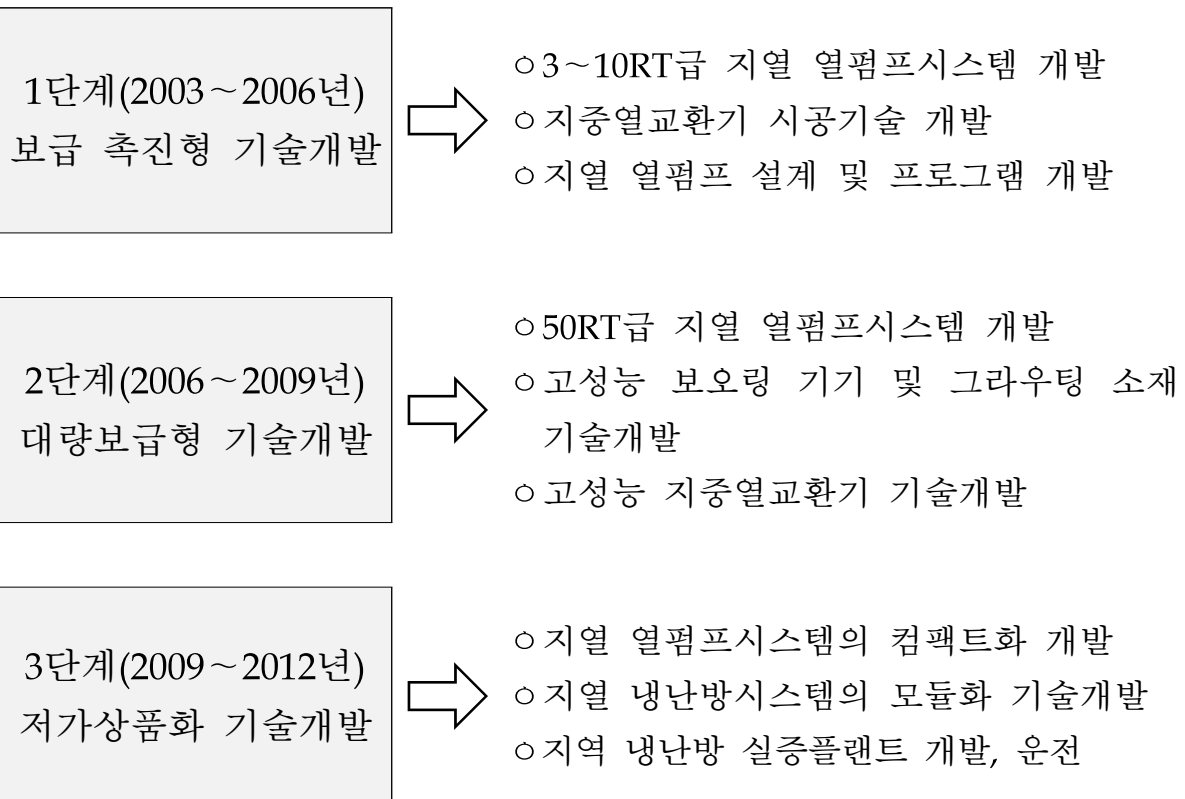 1단계(2003~2006년)
보급 촉진형 기술개발
○3~10RT급 지열 열펌프시스템 개발
○지중열교환기 시공기술 개발
○지열 열펌프 설계 및 프로그램 개발
2단계(2006~2009년)
대량보급형 기술개발
○50RT급 지열 열펌프시스템 개발
○고성능 보오링 기기 및 그라우팅 소재
기술개발
○고성능 지중열교환기 기술개발
3단계(2009~2012년)
저가상품화 기술개발
○지열 열펌프시스템의 컴팩트화 개발
○지열 냉난방시스템의 모듈화 기술개발
○지역 냉난방 실증플랜트 개발, 운전